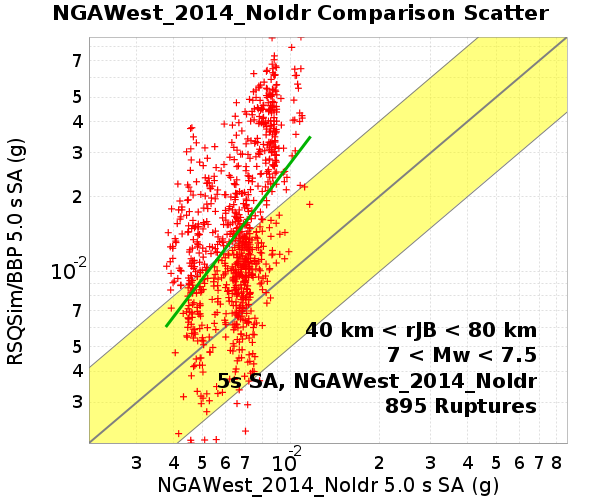 NGAWest_2014_NoIdr Comparison Scatter
RSQSim/BBP 5.0 s SA (g)
7
5
4
3
2
10-2
7
5
4
3
40 km < rJB < 80 km
7 < Mw < 7.5
5s SA, NGAWest_2014_NoIdr
895 Ruptures
3 4 5 6 7 10-2 2 3 4 5 6 7 8
NGAWest_2014_NoIdr 5.0 s SA (g)